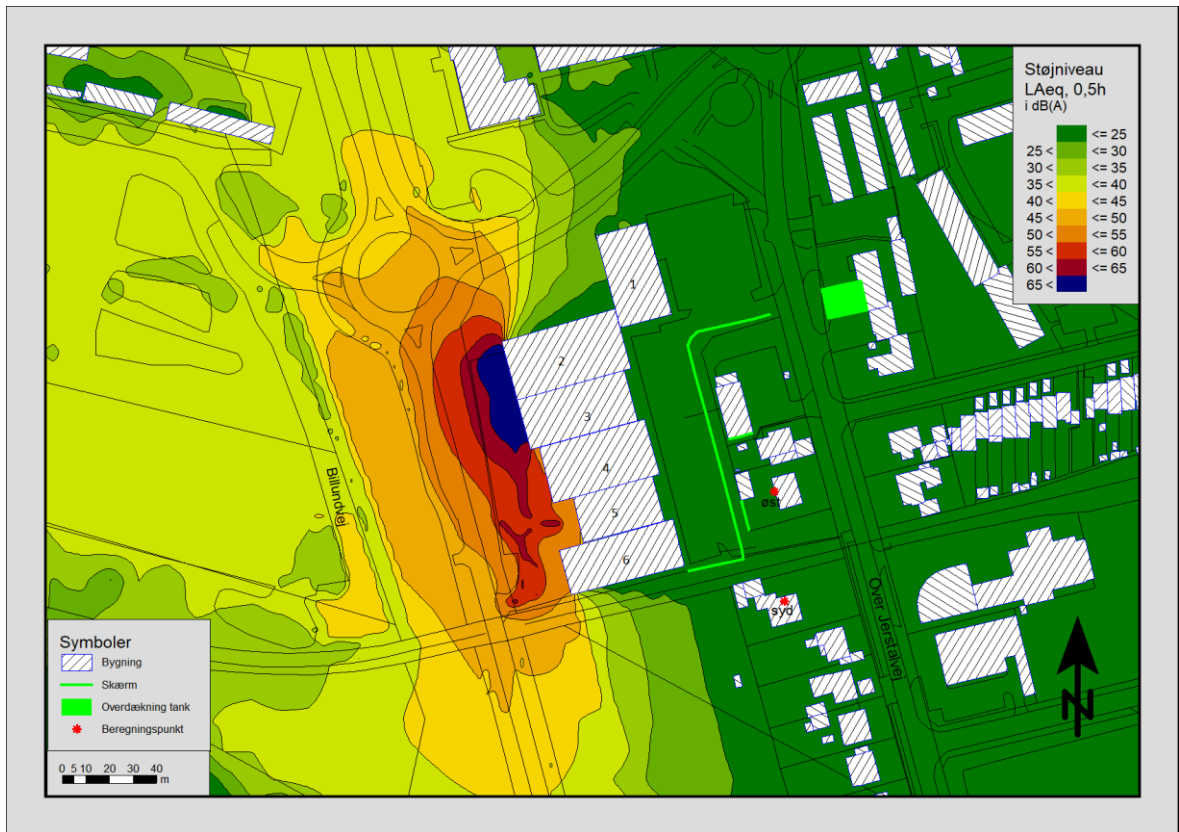 Støjniveau
LAeq, 0,5h
i dB(A)
<= 25
25 < <= 30
30 < <= 35
35 < <= 40
40 < <= 45
45 < <= 50
50 < <= 55
55 < <= 60
60 < <= 65
65 <
1
2
3
4
5
6
Billundvej
øst
syd
Over Jerstalvej
N
Symboler
Bygning
Skærm
Overdækning tank
Beregningspunkt
0 5 10 20 30 40
m